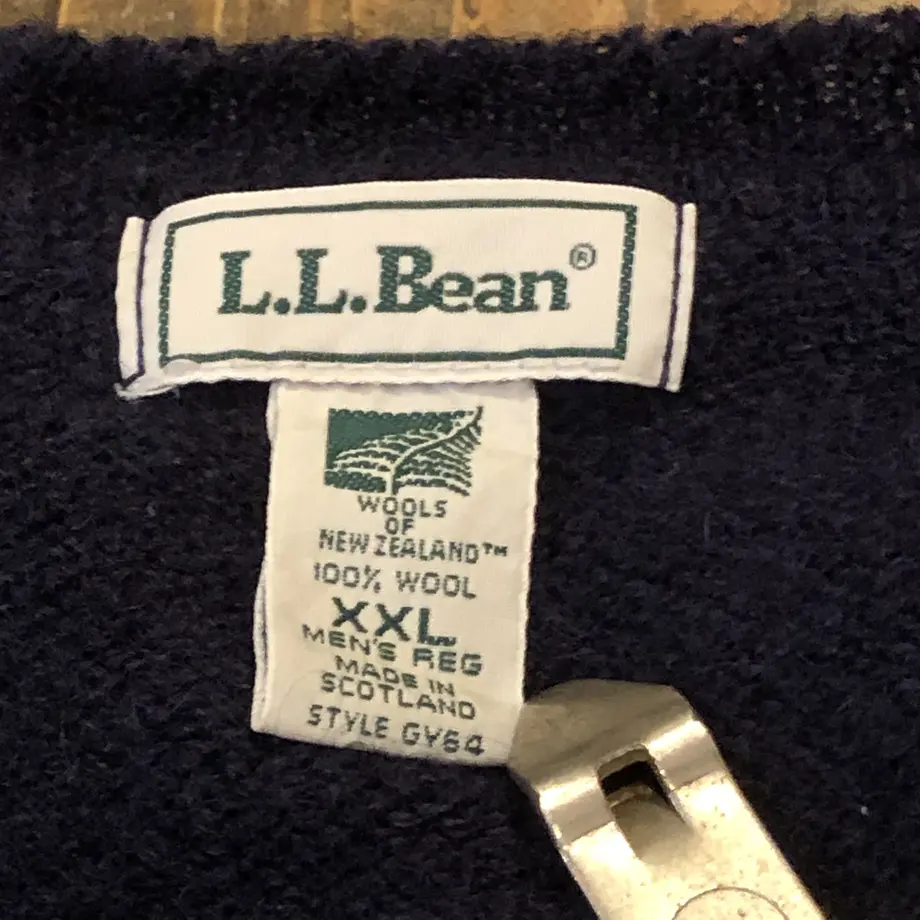 L.L.Bean®
WOOLS
OF
NEW ZEALAND™
100% WOOL
XXL
MEN'S REG
MADE IN
SCOTLAND
STYLE GY64